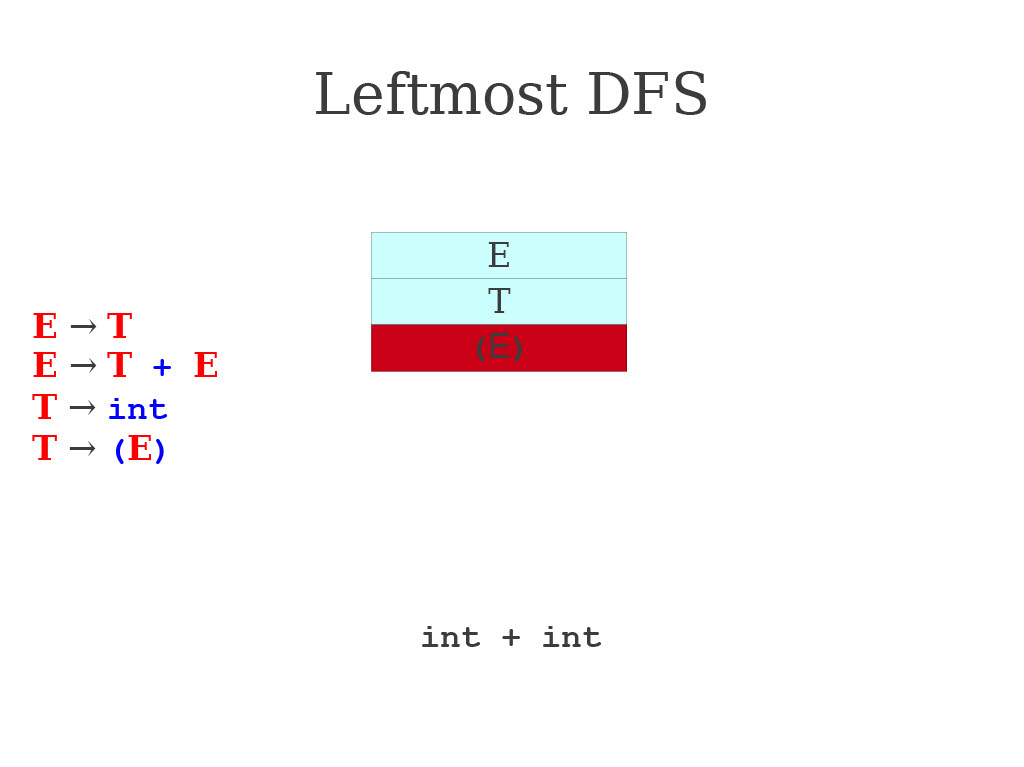 Leftmost DFS
E
T
(E)
E → T
E → T + E
T → int
T → (E)
int + int